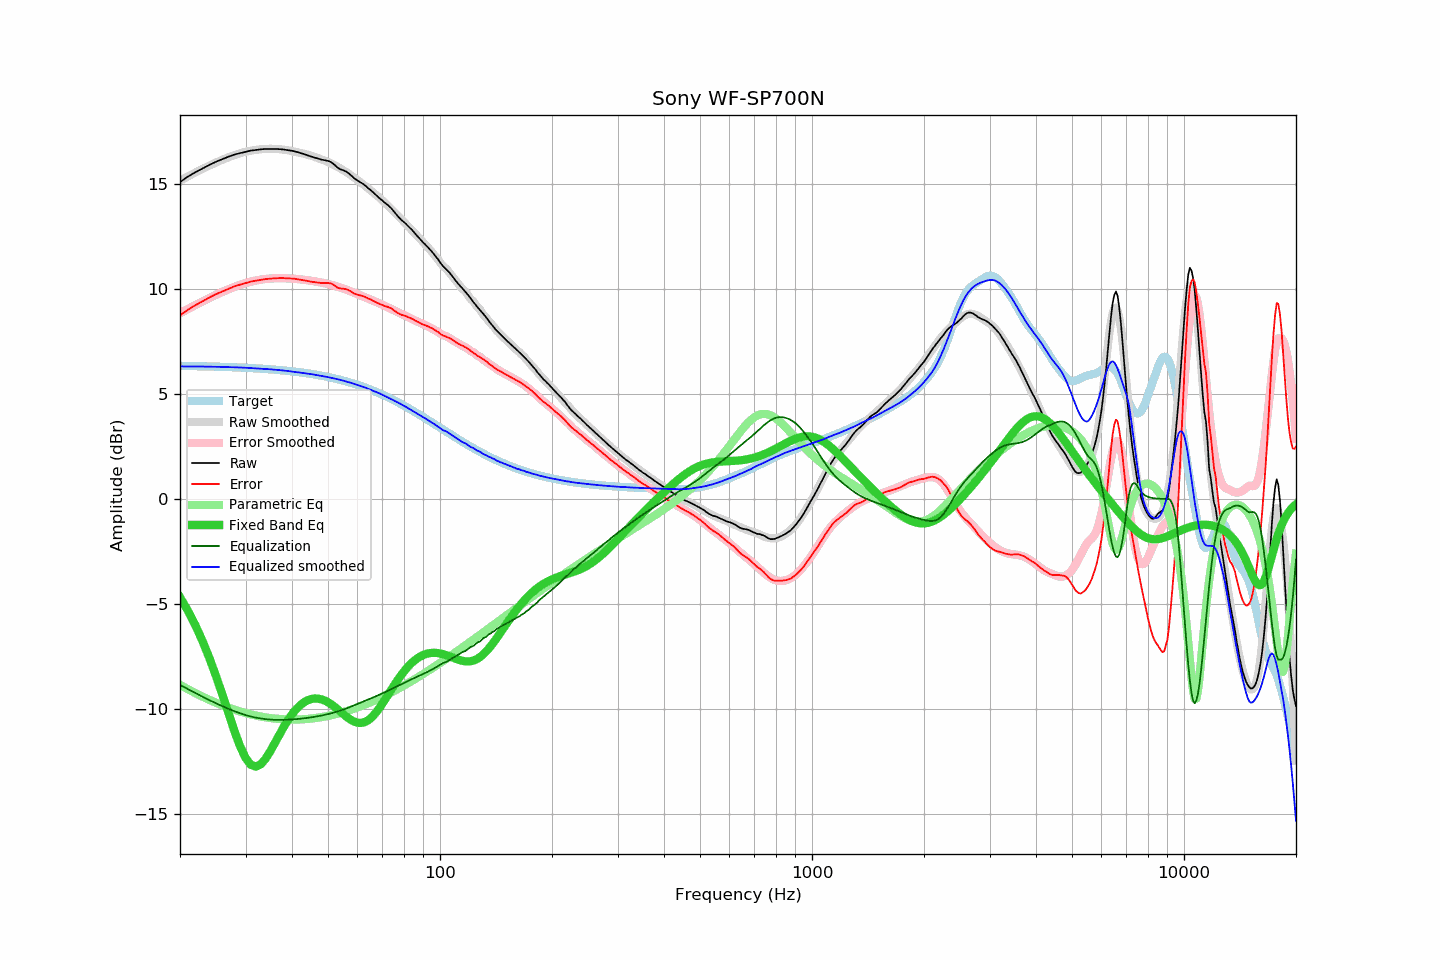 Sony WF-SP700N
Amplitude (dBr)
15
10
5
0
−5
−10
−15
Target
Raw Smoothed
Error Smoothed
Raw
Error
Parametric Eq
Fixed Band Eq
Equalization
Equalized smoothed
100 1000 10000
Frequency (Hz)